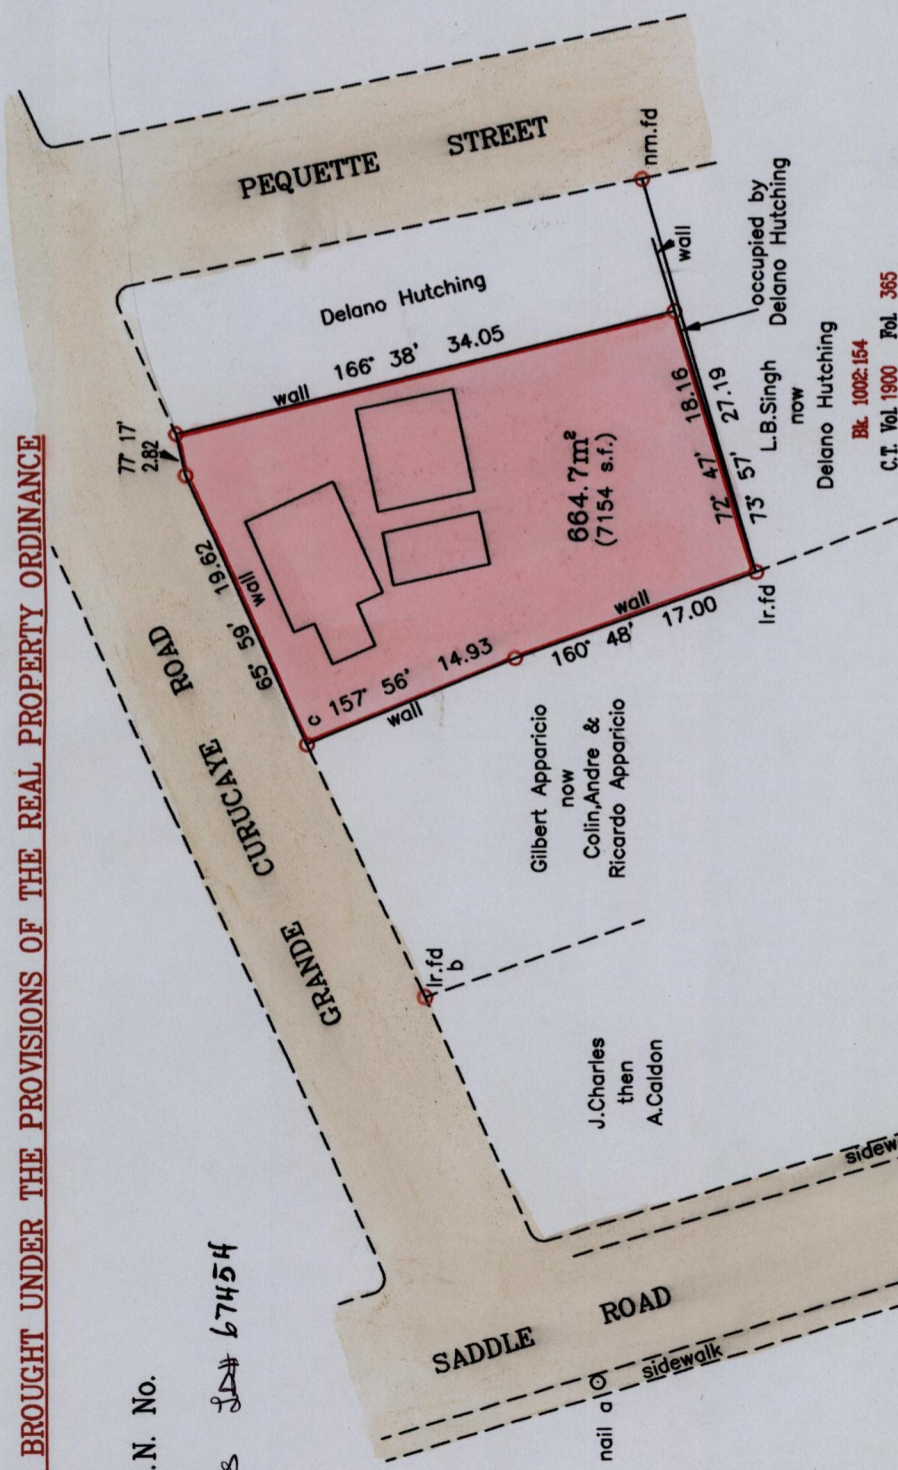 BROUGHT UNDER THE PROVISIONS OF THE REAL PROPERTY ORDINANCE
.N. No.
67454
PEQUETTE STREET
GRANDE CURUCAYE ROAD
SADDLE ROAD
sidewalk
sidew
nail a
77° 17'
2.82
65° 59' 19.62
wall
c
157° 56' 14.93
wall
160° 48' 17.00
wall
166° 38' 34.05
wall
Delano Hutching
664.7m²
(7154 s.f.)
72° 47' 18.16
73° 57' 27.19
Ir.fd
nm.fd
wall
occupied by
Delano Hutching
L.B.Singh
now
Delano Hutching
Bk. 1002:154
C.T. Vol 1900 Fol. 365
Gilbert Apparicio
now
Colin,Andre &
Ricardo Apparicio
Ir.fd
b
J.Charles
then
A.Caldon